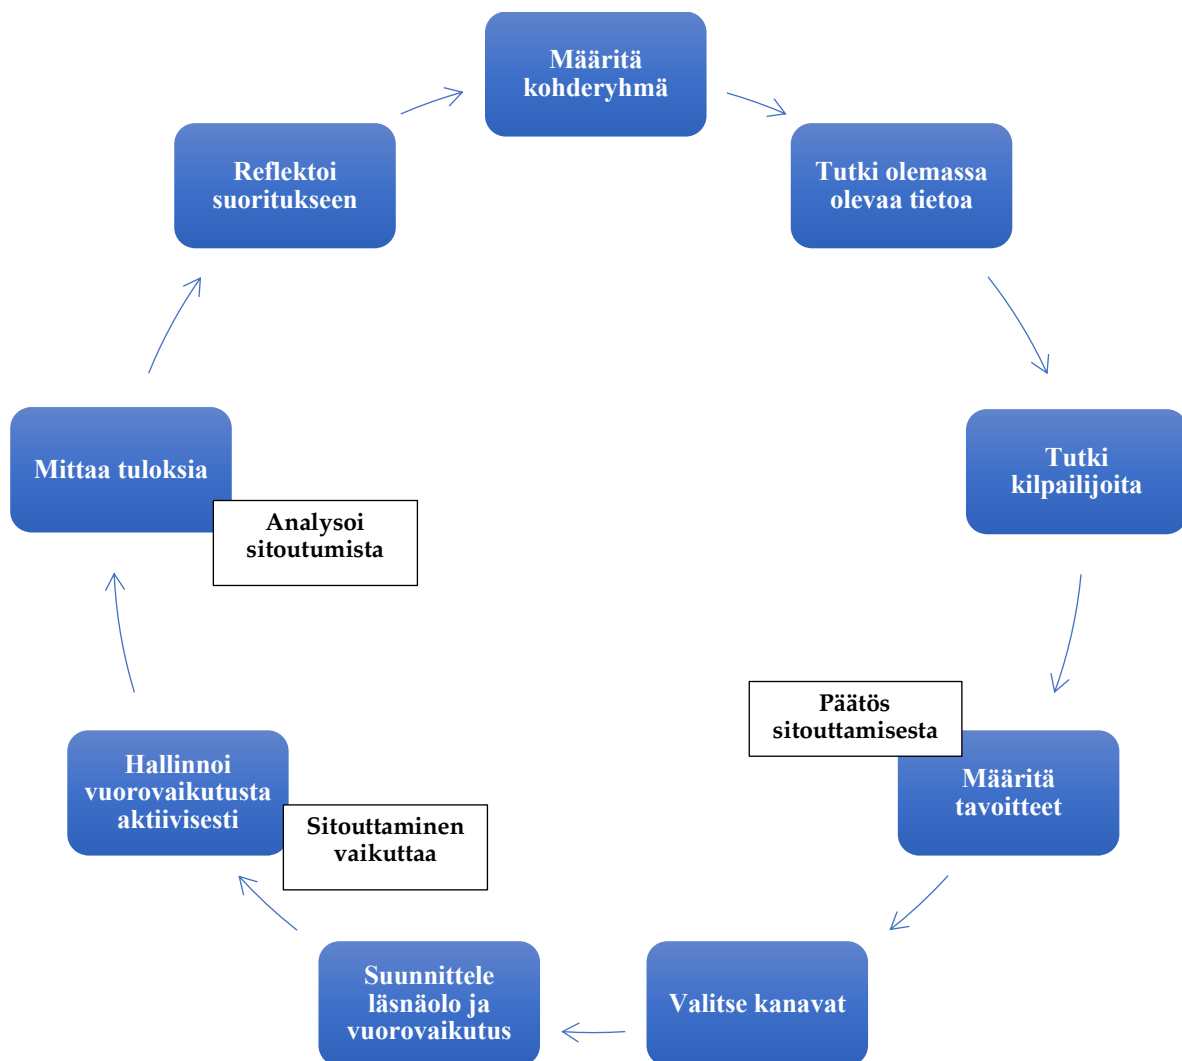 Määritä
kohderyhmä
Tutki olemassa
olevaa tietoa
Tutki
kilpailijoita
Päätös
sitouttamisesta
Määritä
tavoitteet
Valitse kanavat
Suunnittele
läsnäolo ja
vuorovaikutus
Hallinnoi
vuorovaikutusta
aktiivisesti
Sitouttaminen
vaikuttaa
Mittaa tuloksia
Analysoi
sitoutumista
Reflektoi
suoritukseen